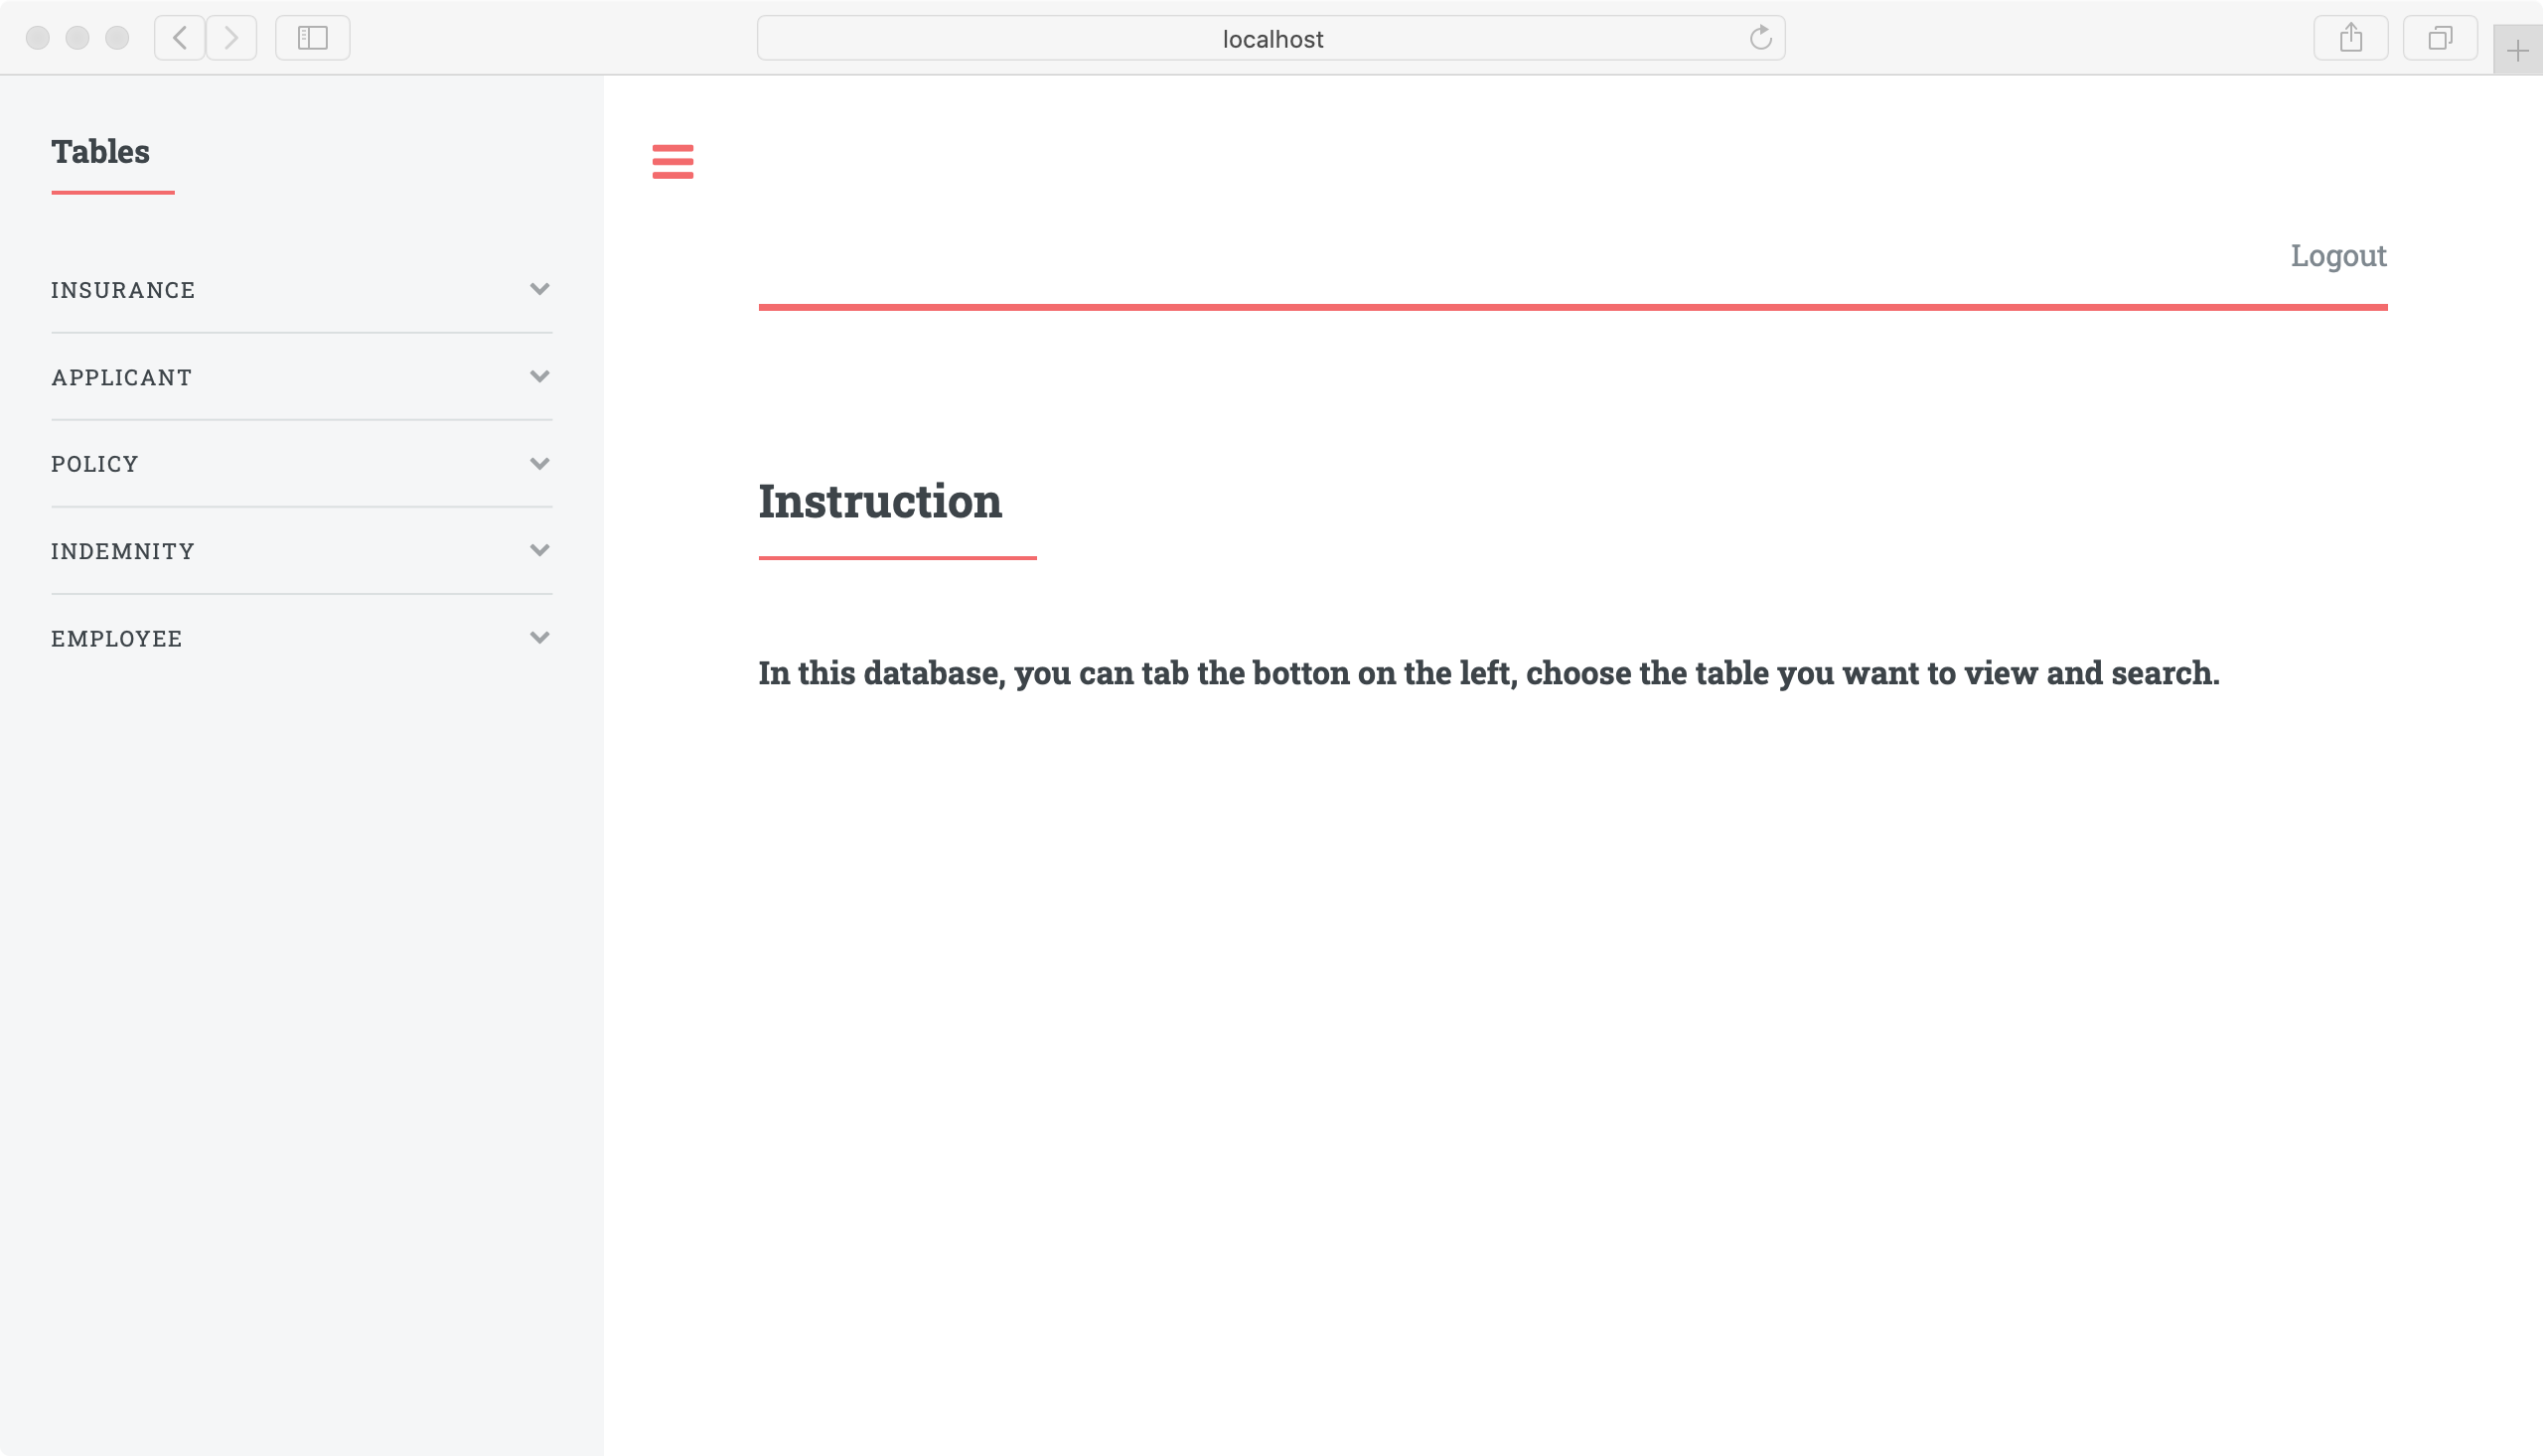 localhost
Tables
INSURANCE
APPLICANT
POLICY
INDEMNITY
EMPLOYEE
Logout
Instruction
In this database, you can tab the botton on the left, choose the table you want to view and search.